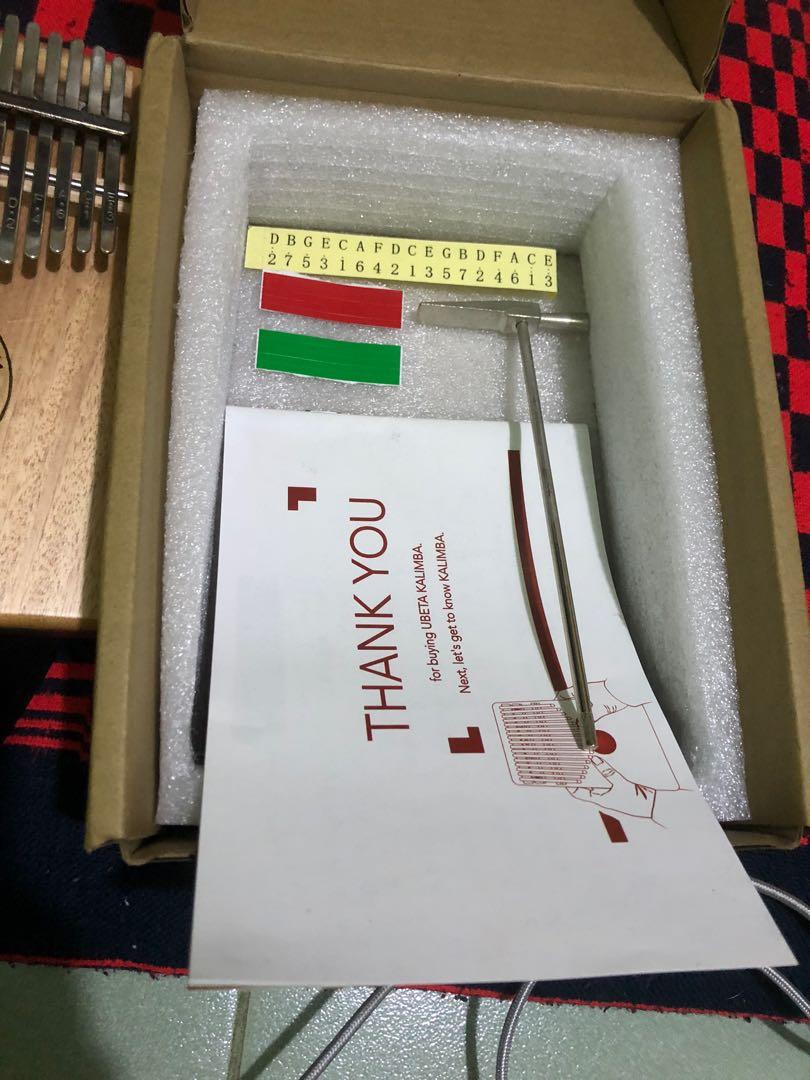 D B G E C A F D C E G B D F A C E
2 7 5 3 1 6 4 2 1 3 5 7 2 4 6 1 3
THANK YOU
for buying UBETA KALIMBA.
Next, let's get to know KALIMBA.